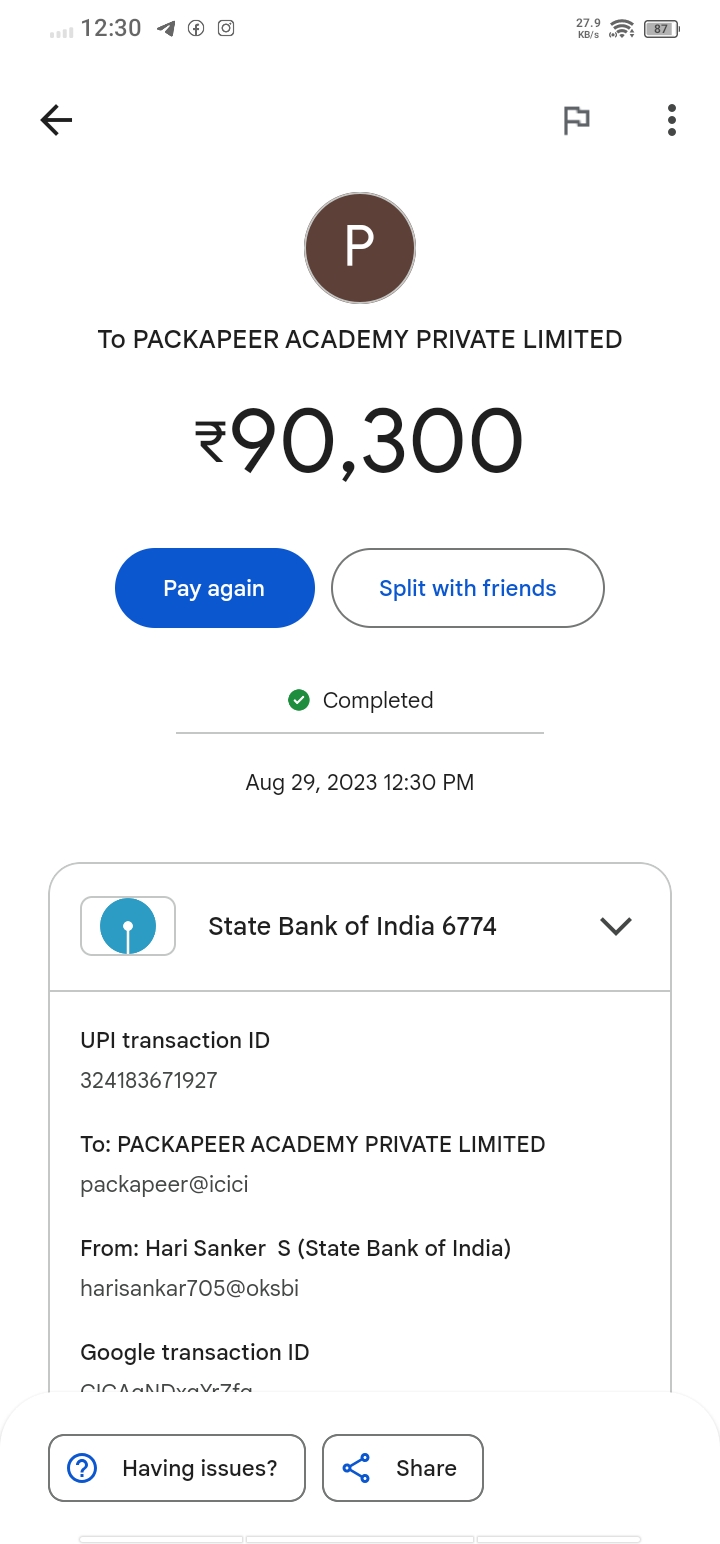 12:30
27.9
KB/s
87
P
To PACKAPEER ACADEMY PRIVATE LIMITED
₹90,300
Pay again
Split with friends
Completed
Aug 29, 2023 12:30 PM
State Bank of India 6774
UPI transaction ID
324183671927
To: PACKAPEER ACADEMY PRIVATE LIMITED
packapeer@icici
From: Hari Sanker  S (State Bank of India)
harisankar705@oksbi
Google transaction ID
Having issues?
Share